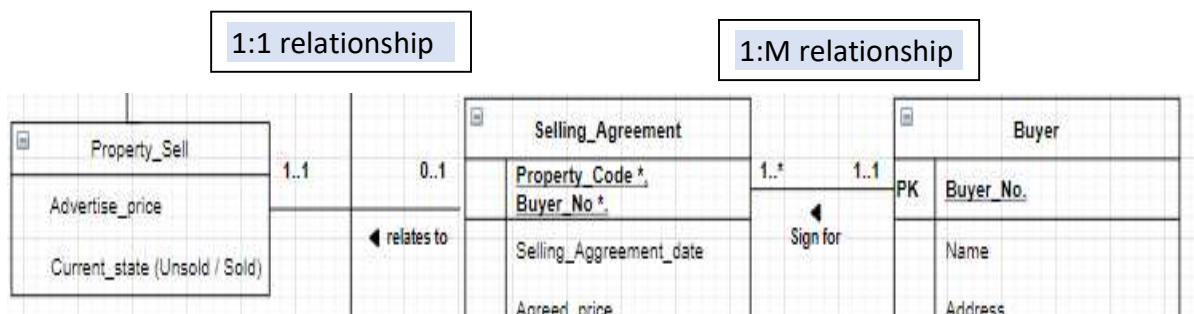 1:1 relationship
1:M relationship
Property_Sell
Advertise_price
Current_state (Unsold / Sold)
1..1
0..1
◀ relates to
Selling_Agreement
Property_Code *,
Buyer_No *,
Selling_Aggreement_date
Agreed_price
1..*
1..1
◀
Sign for
Buyer
PK
Buyer_No.
Name
Address